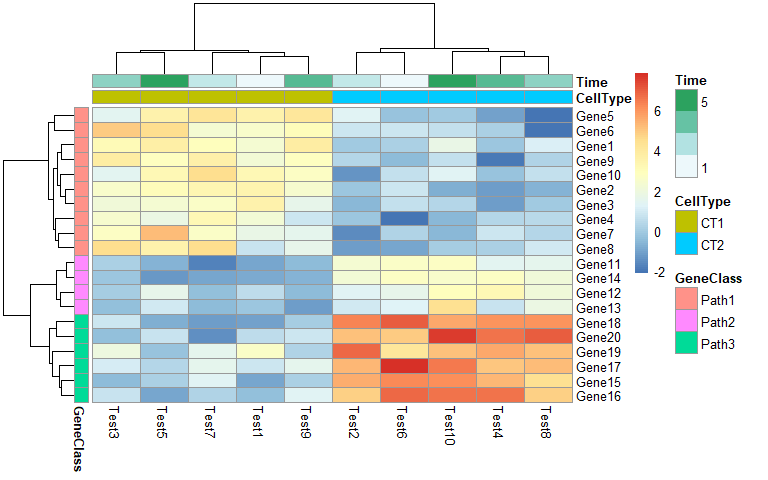 Time
CellType
Gene5
Gene6
Gene1
Gene9
Gene10
Gene2
Gene3
Gene4
Gene7
Gene8
Gene11
Gene14
Gene12
Gene13
Gene18
Gene20
Gene19
Gene17
Gene15
Gene16
GeneClass
Test3
Test5
Test7
Test1
Test9
Test2
Test6
Test10
Test4
Test8
6
4
2
0
-2
Time
5
1
CellType
CT1
CT2
GeneClass
Path1
Path2
Path3